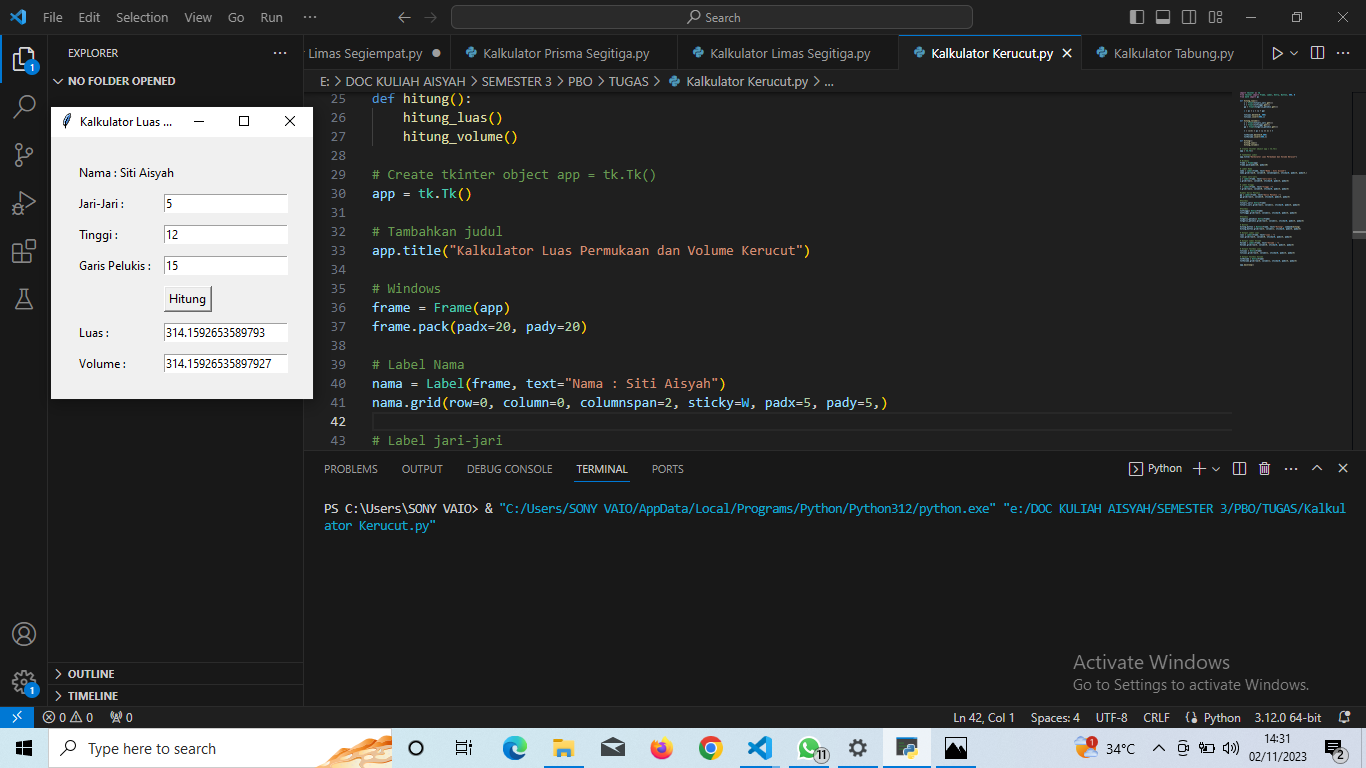 File Edit Selection View Go Run ··· Search
EXPLORER ···
NO FOLDER OPENED
1
Limas Segiempat.py Kalkulator Prisma Segitiga.py Kalkulator Limas Segitiga.py Kalkulator Kerucut.py Kalkulator Tabung.py
E: > DOC KULIAH AISYAH > SEMESTER 3 > PBO > TUGAS > Kalkulator Kerucut.py > ...
Kalkulator Luas ...
Nama : Siti Aisyah
Jari-Jari : 5
Tinggi : 12
Garis Pelukis : 15
Hitung
Luas : 314.1592653589793
Volume : 314.15926535897927
25 def hitung():
26 hitung_luas()
27 hitung_volume()
28
29 # Create tkinter object app = tk.Tk()
30 app = tk.Tk()
31
32 # Tambahkan judul
33 app.title("Kalkulator Luas Permukaan dan Volume Kerucut")
34
35 # Windows
36 frame = Frame(app)
37 frame.pack(padx=20, pady=20)
38
39 # Label Nama
40 nama = Label(frame, text="Nama : Siti Aisyah")
41 nama.grid(row=0, column=0, columnspan=2, sticky=W, padx=5, pady=5,)
42
43 # Label jari-jari
PROBLEMS OUTPUT DEBUG CONSOLE TERMINAL PORTS Python
PS C:\Users\SONY VAIO> & "C:/Users/SONY VAIO/AppData/Local/Programs/Python/Python312/python.exe" "e:/DOC KULIAH AISYAH/SEMESTER 3/PBO/TUGAS/Kalkul
ator Kerucut.py"
Activate Windows
Go to Settings to activate Windows.
OUTLINE
1
TIMELINE
0 0 0 Ln 42, Col 1 Spaces: 4 UTF-8 CRLF Python 3.12.0 64-bit
Type here to search 11 1 34°C 14:31
02/11/2023 2